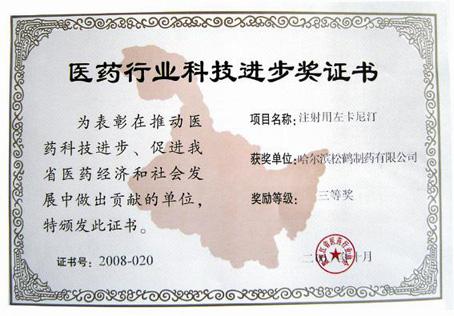 医药行业科技进步奖证书
为表彰在推动医
药科技进步、促进我
省医药经济和社会发
展中做出贡献的单位，
特颁发此证书。
证书号：2008-020
项目名称：注射用左卡尼汀
获奖单位：哈尔滨松鹤制药有限公司
奖励等级：三等奖